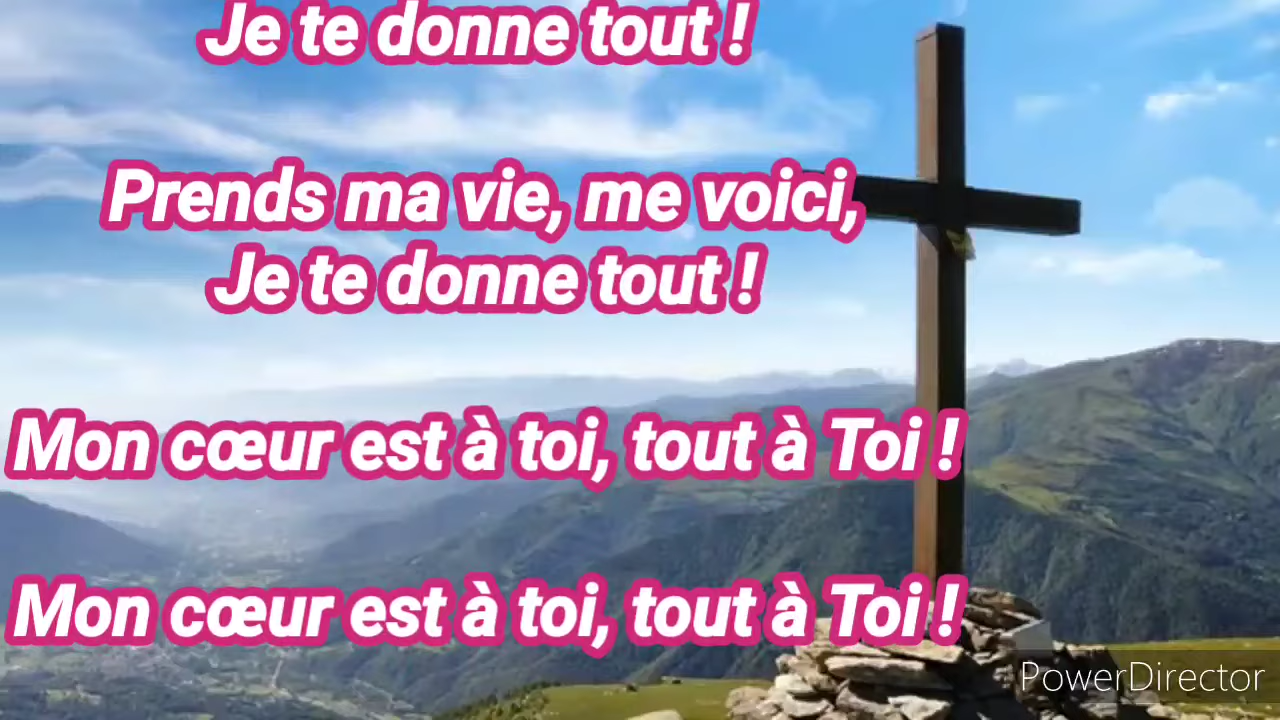 Je te donne tout !
Prends ma vie, me voici,
Je te donne tout !
Mon cœur est à toi, tout à Toi !
Mon cœur est à toi, tout à Toi !
PowerDirector